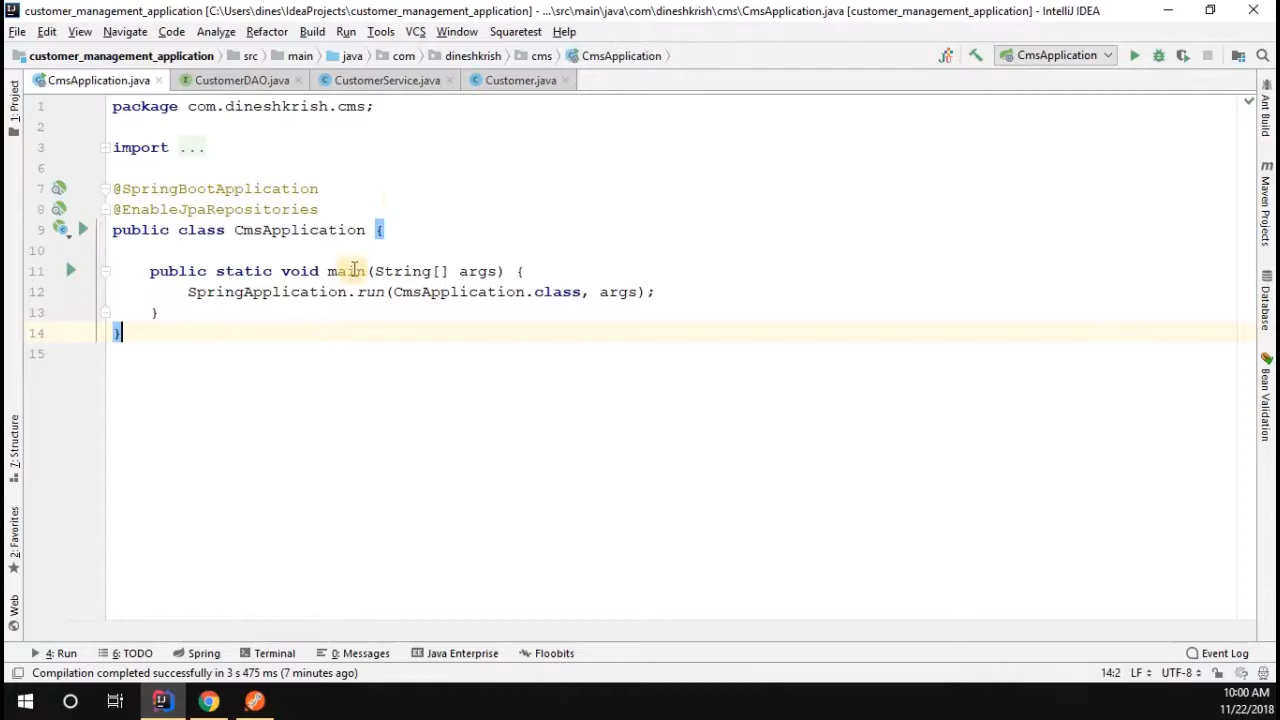 customer_management_application [C:\Users\dines\IdeaProjects\customer_management_application] - ...\src\main\java\com\dineshkrish\cms\CmsApplication.java [customer_management_application] - IntelliJ IDEA
File Edit View Navigate Code Analyze Refactor Build Run Tools VCS Window Squaretest Help
customer_management_application src main java com dineshkrish cms CmsApplication CmsApplication
CmsApplication.java CustomerDAO.java CustomerService.java Customer.java
1 package com.dineshkrish.cms;
2
3 import ...
6
7 @SpringBootApplication
8 @EnableJpaRepositories
9 public class CmsApplication {
10
11 public static void main(String[] args) {
12 SpringApplication.run(CmsApplication.class, args);
13 }
14 }
15
1: Project
7: Structure
2: Favorites
Web
Ant Build
Maven Projects
Database
Bean Validation
4: Run 6: TODO Spring Terminal 0: Messages Java Enterprise Floobits Event Log
Compilation completed successfully in 3 s 475 ms (7 minutes ago) 14:2 LF UTF-8
10:00 AM
11/22/2018